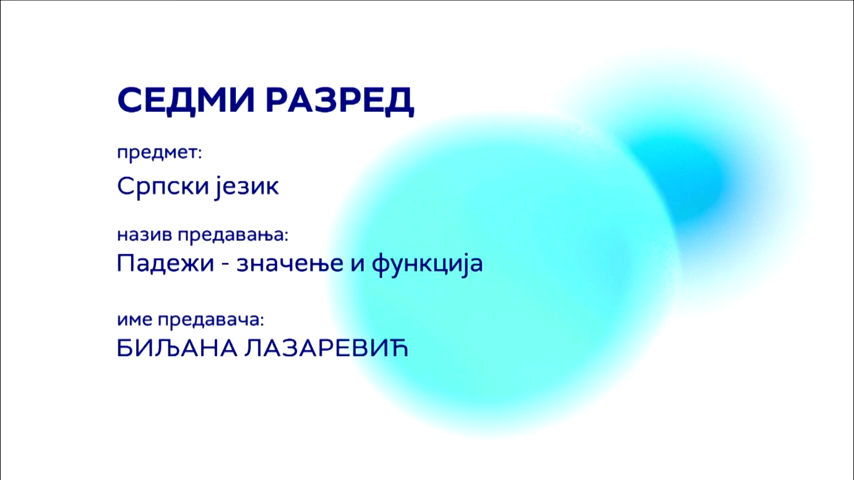 СЕДМИ РАЗРЕД
предмет:
Српски језик
назив предавања:
Падежи - значење и функција
име предавача:
БИЉАНА ЛАЗАРЕВИЋ